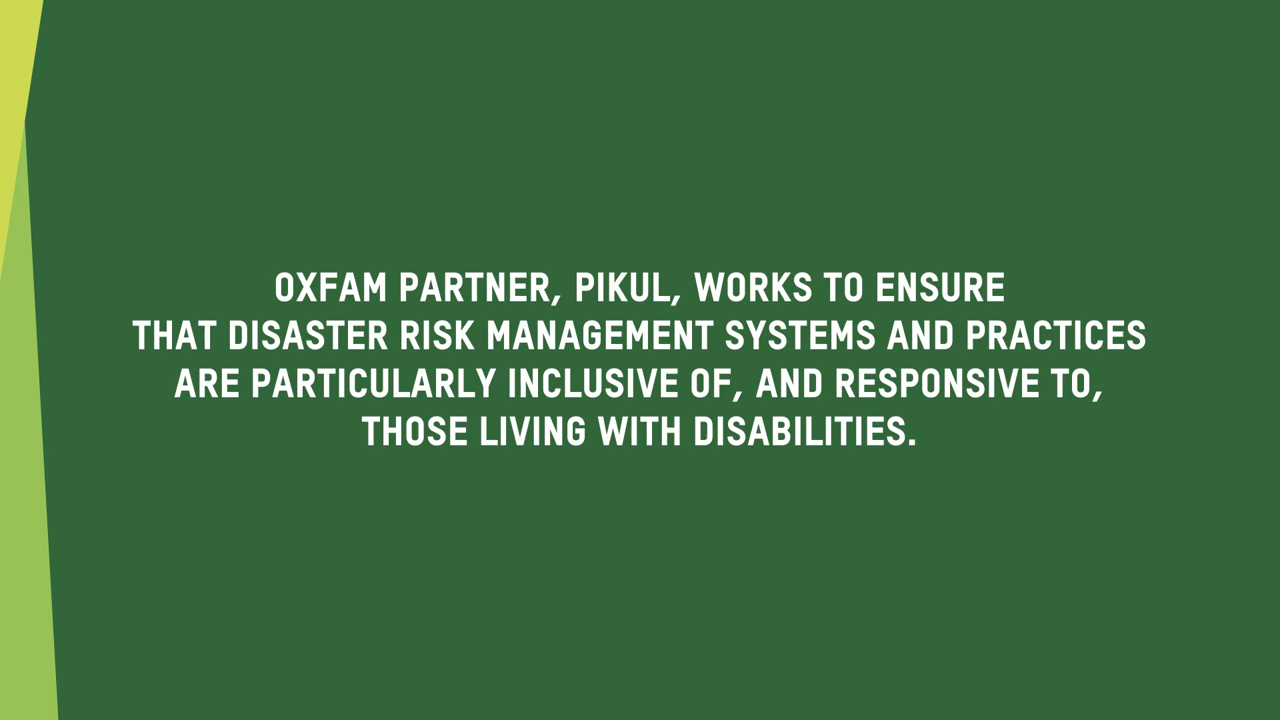 OXFAM PARTNER, PIKUL, WORKS TO ENSURE
THAT DISASTER RISK MANAGEMENT SYSTEMS AND PRACTICES
ARE PARTICULARLY INCLUSIVE OF, AND RESPONSIVE TO,
THOSE LIVING WITH DISABILITIES.